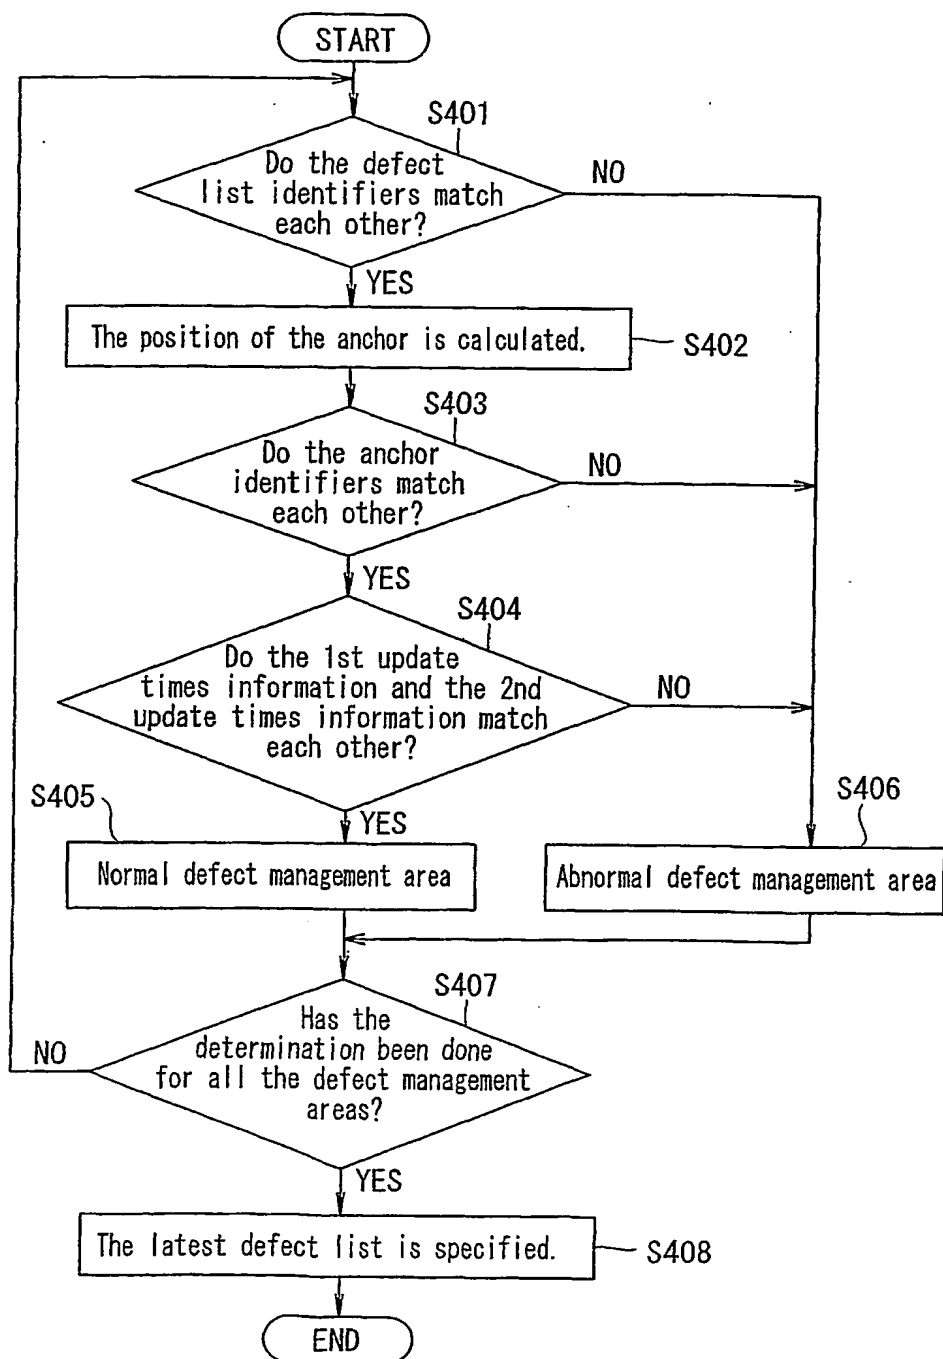 START
S401
Do the defect
list identifiers match
each other?
NO
YES
The position of the anchor is calculated.
S402
S403
Do the anchor
identifiers match
each other?
NO
YES
S404
Do the 1st update
times information and the 2nd
update times information match
each other?
NO
S405
YES
S406
Normal defect management area
Abnormal defect management area
S407
Has the
determination been done
for all the defect management
areas?
NO
YES
The latest defect list is specified.
S408
END